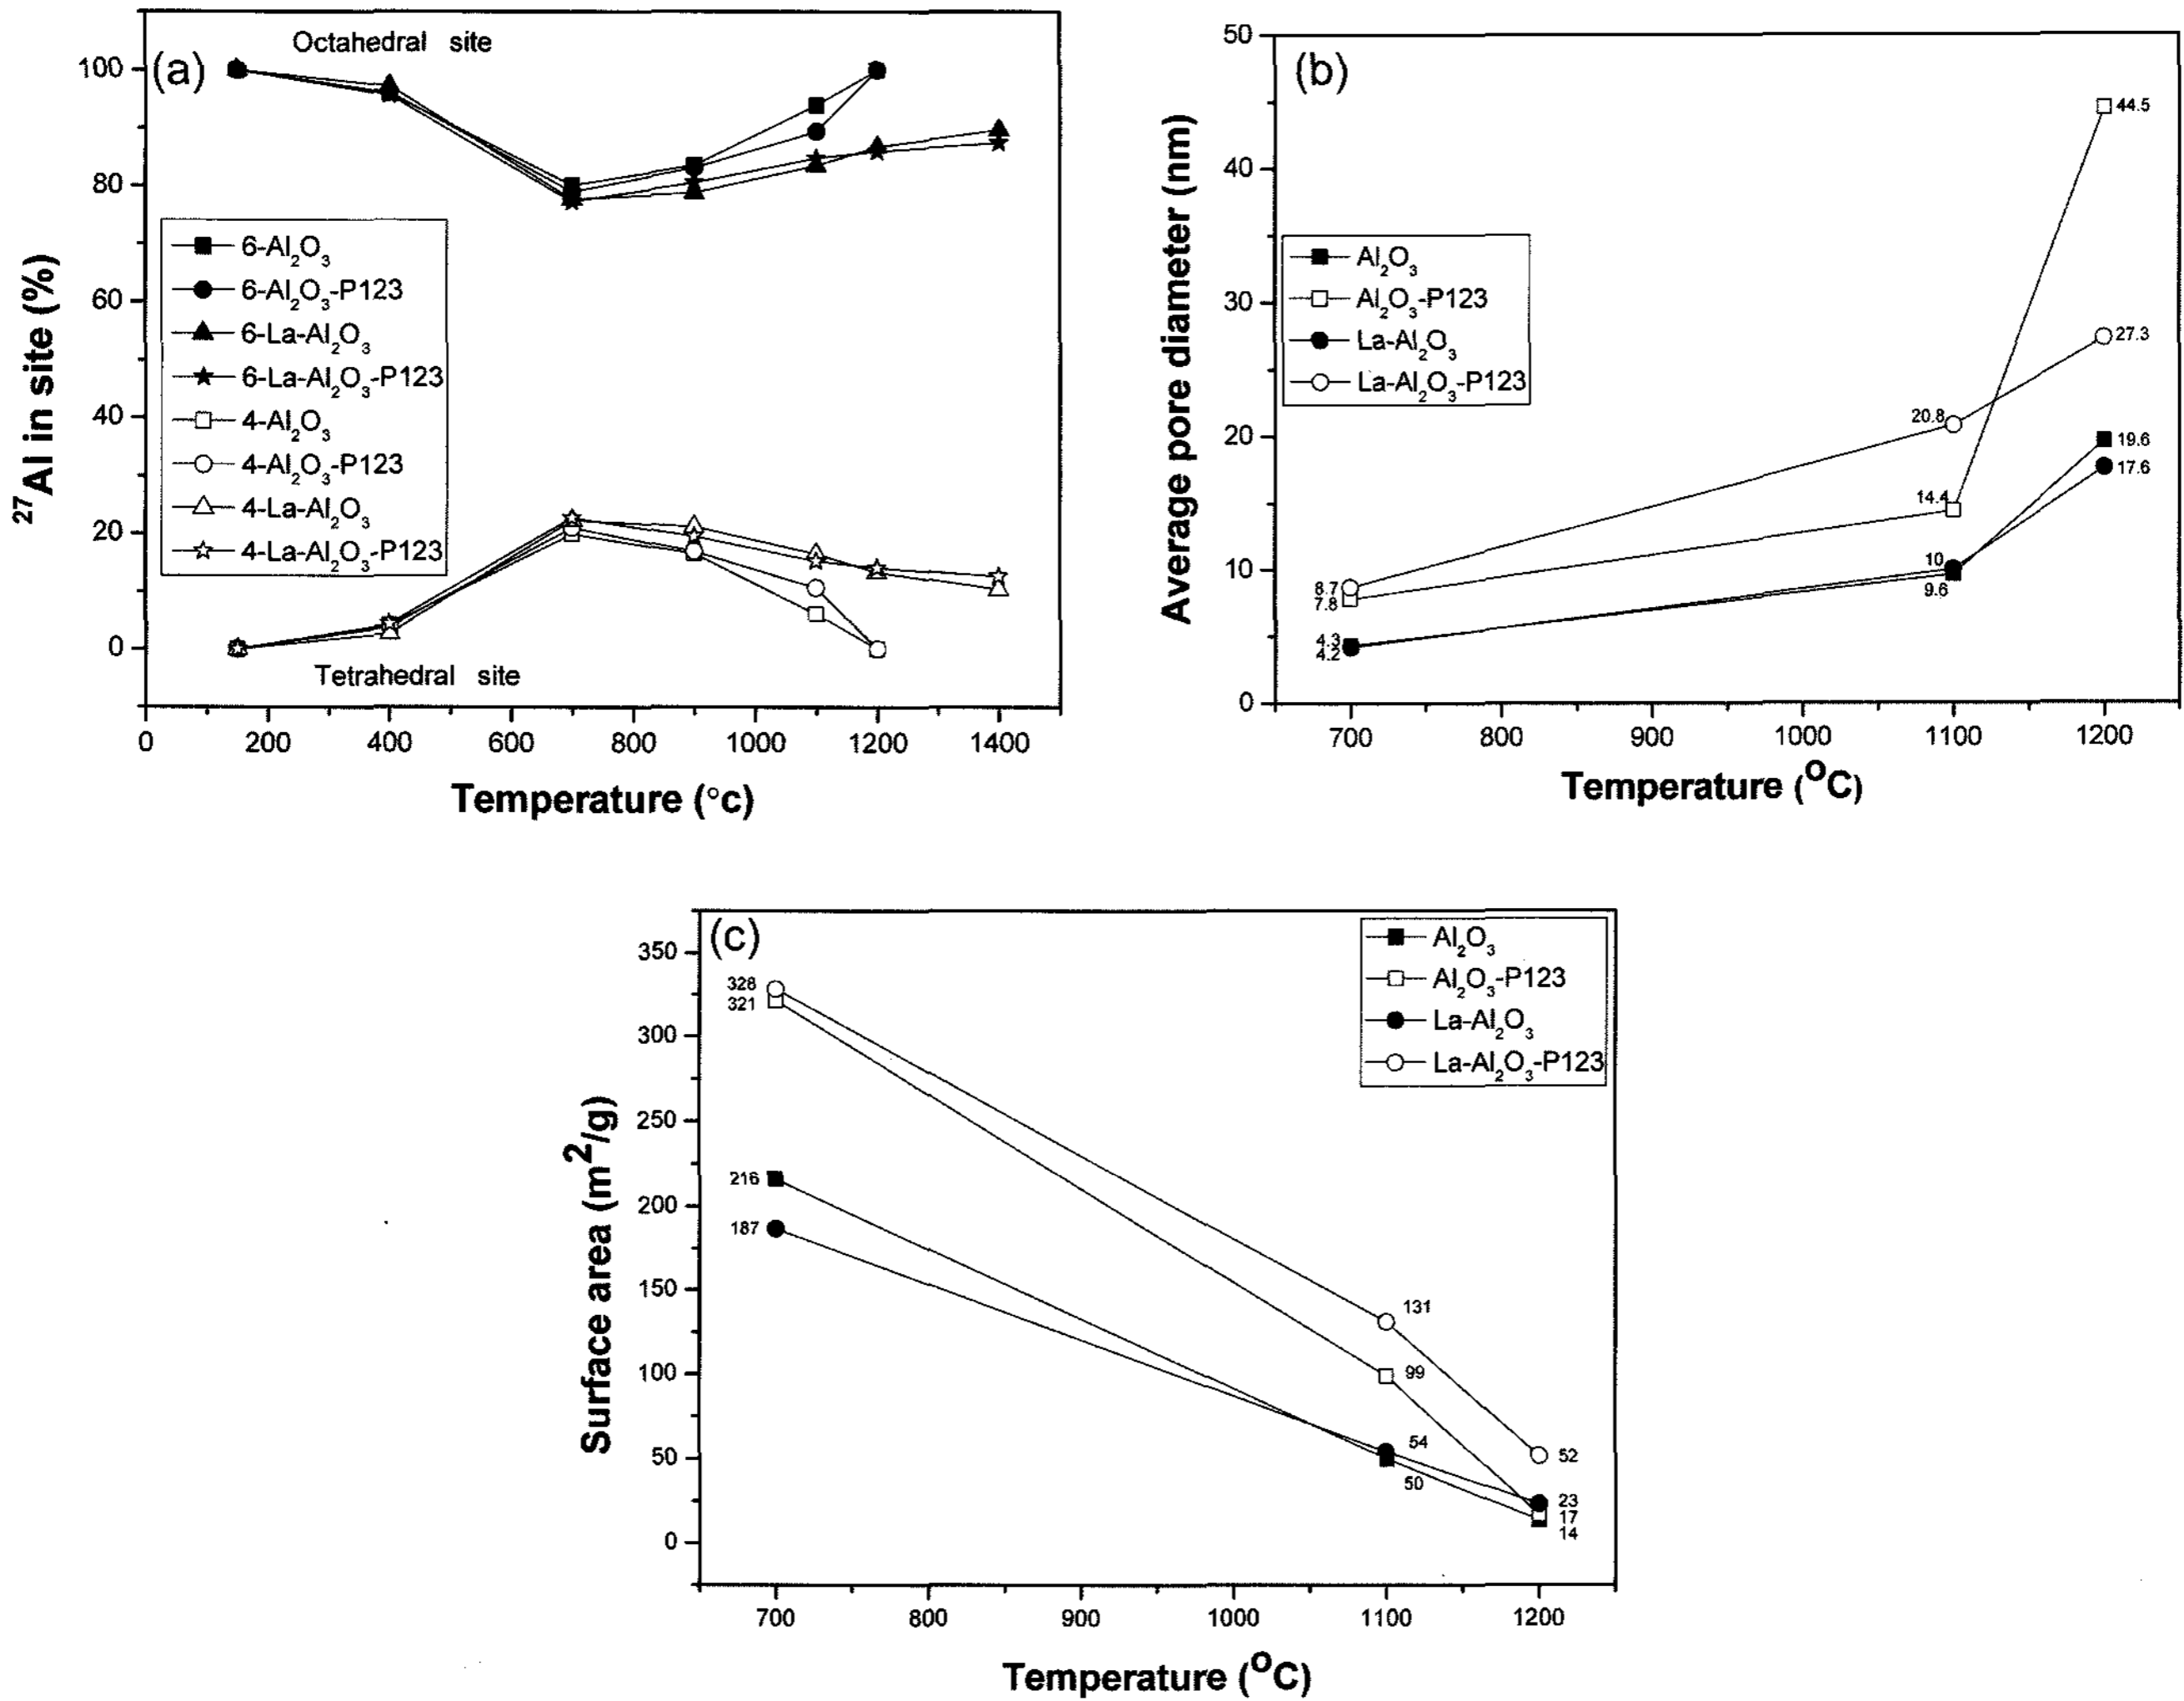 (a)
Octahedral site
100
80
60
40
20
0
²⁷Al in site (%)
6-Al₂O₃
6-Al₂O₃-P123
6-La-Al₂O₃
6-La-Al₂O₃-P123
4-Al₂O₃
4-Al₂O₃-P123
4-La-Al₂O₃
4-La-Al₂O₃-P123
Tetrahedral site
0 200 400 600 800 1000 1200 1400
Temperature (°c)
(b)
50
40
30
20
10
0
Average pore diameter (nm)
Al₂O₃
Al₂O₃-P123
La-Al₂O₃
La-Al₂O₃-P123
44.5
27.3
20.8
19.6
17.6
14.4
10
9.6
8.7
7.8
4.3
4.2
700 800 900 1000 1100 1200
Temperature (°C)
(c)
350
300
250
200
150
100
50
0
Surface area (m²/g)
Al₂O₃
Al₂O₃-P123
La-Al₂O₃
La-Al₂O₃-P123
328
321
216
187
131
99
54
50
52
23
17
14
700 800 900 1000 1100 1200
Temperature (°C)